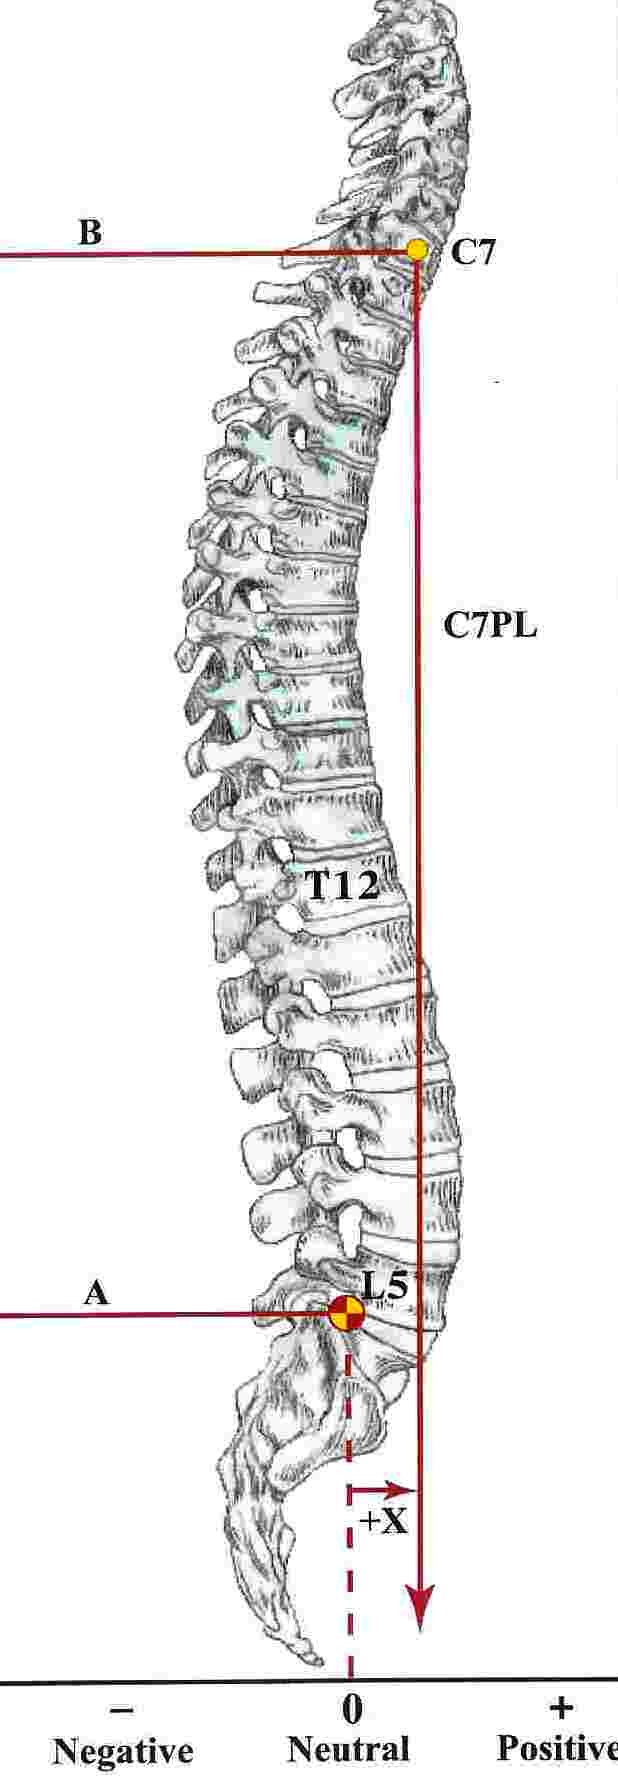 B
C7
C7PL
T12
L5
A
+X
− 0 +
Negative Neutral Positive